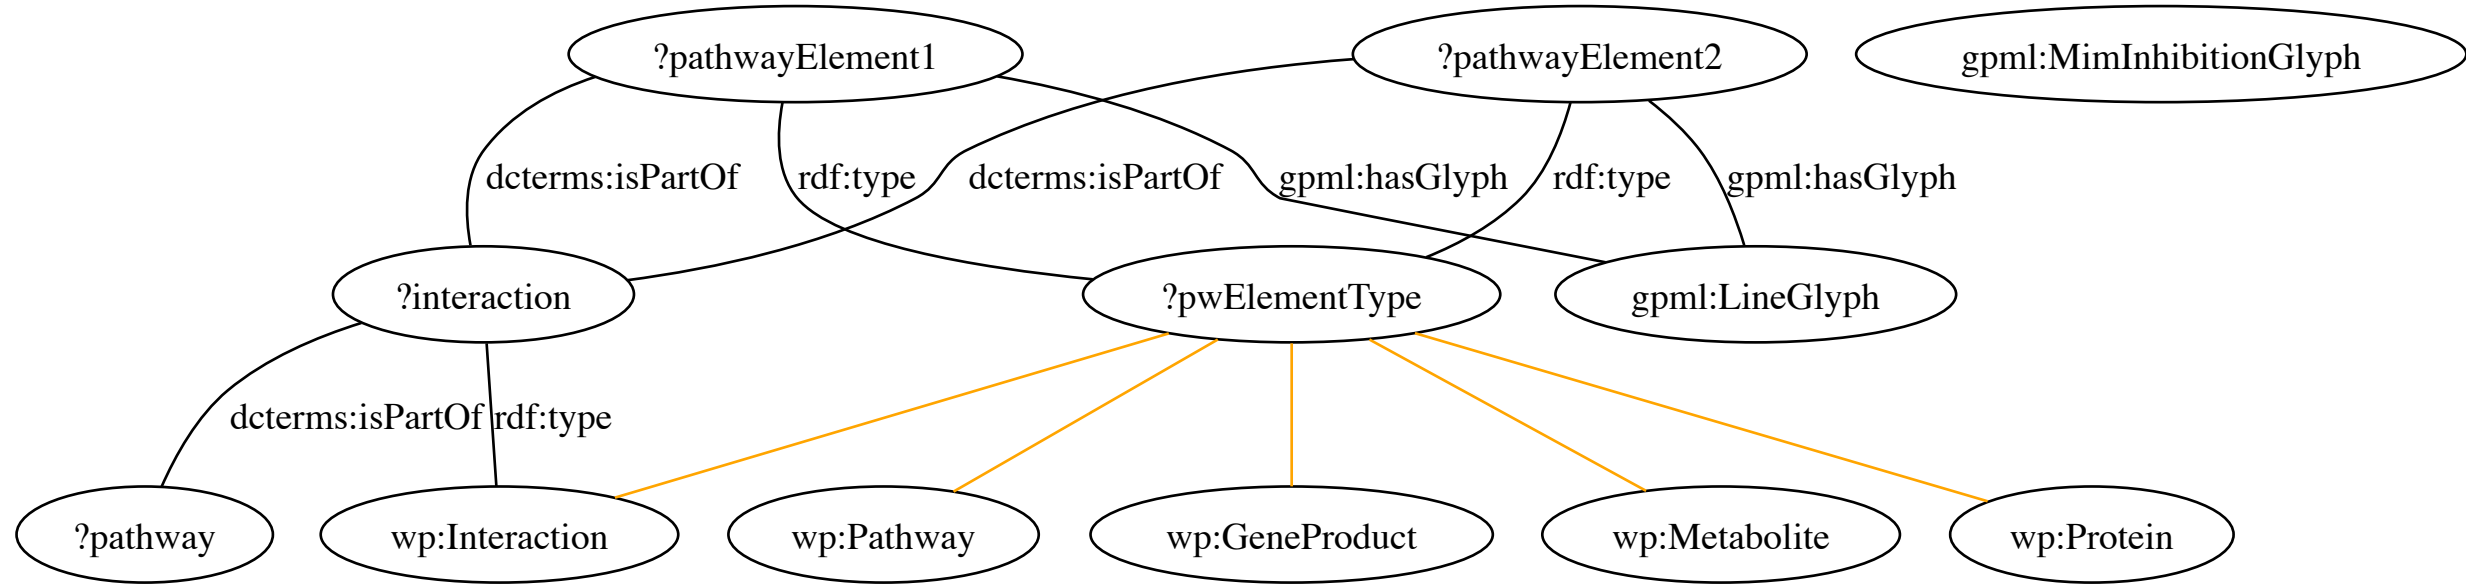 ?pathwayElement1
?pathwayElement2
gpml:MimInhibitionGlyph
dcterms:isPartOf
rdf:type
dcterms:isPartOf
gpml:hasGlyph
rdf:type
gpml:hasGlyph
?interaction
?pwElementType
gpml:LineGlyph
dcterms:isPartOf
rdf:type
?pathway
wp:Interaction
wp:Pathway
wp:GeneProduct
wp:Metabolite
wp:Protein